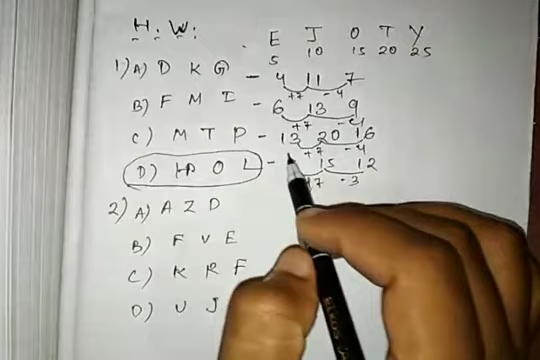 H. W:
E J O T Y
5 10 15 20 25
1) A) D K G - 4 11 7
+7 -4
B) F M I - 6 13 9
+7 -4
C) M T P - 13 20 16
+7 -4
D) H O L - 15 12
+7 -3
2) A) A Z D
B) F V E
C) K R F
D) U J